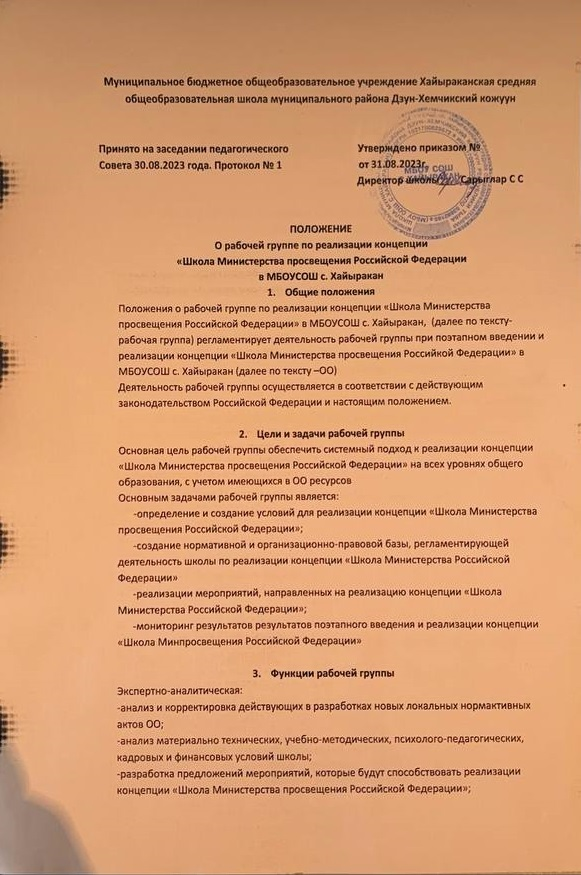 Муниципальное бюджетное общеобразовательное учреждение Хайыраканская средняя
общеобразовательная школа муниципального района Дзун-Хемчикский кожуун
Принято на заседании педагогического
Совета 30.08.2023 года. Протокол № 1
Утверждено приказом №
от 31.08.2023г.
Директор школы Сарыглар С С
МБОУ СОШ
ПОЛОЖЕНИЕ
О рабочей группе по реализации концепции
«Школа Министерства просвещения Российской Федерации
в МБОУСОШ с. Хайыракан
1. Общие положения
Положения о рабочей группе по реализации концепции «Школа Министерства
просвещения Российской Федерации» в МБОУСОШ с. Хайыракан, (далее по тексту-
рабочая группа) регламентирует деятельность рабочей группы при поэтапном введении и
реализации концепции «Школа Министерства просвещения Российкой Федерации» в
МБОУСОШ с. Хайыракан (далее по тексту –ОО)
Деятельность рабочей группы осуществляется в соответствии с действующим
законодательством Российской Федерации и настоящим положением.
2. Цели и задачи рабочей группы
Основная цель рабочей группы обеспечить системный подход к реализации концепции
«Школа Министерства просвещения Российской Федерации» на всех уровнях общего
образования, с учетом имеющихся в ОО ресурсов
Основным задачами рабочей группы является:
-определение и создание условий для реализации концепции «Школа Министерства
просвещения Российской Федерации»;
-создание нормативной и организационно-правовой базы, регламентирующей
деятельность школы по реализации концепции «Школа Министерства Российской
Федерации»
-реализации мероприятий, направленных на реализацию концепции «Школа
Министерства Российской Федерации»;
-мониторинг результатов результатов поэтапного введения и реализации концепции
«Школа Минпросвещения Российской Федерации»
3. Функции рабочей группы
Экспертно-аналитическая:
-анализ и корректировка действующих в разработках новых локальных нормактивных
актов ОО;
-анализ материально технических, учебно-методических, психолого-педагогических,
кадровых и финансовых условий школы;
-разработка предложений мероприятий, которые будут способствовать реализации
концепции «Школа Министерства просвещения Российской Федерации»;